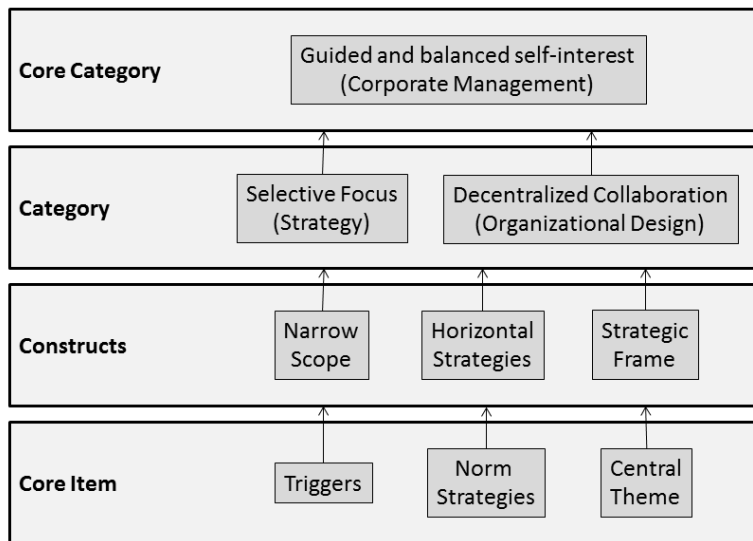 Core Category
Guided and balanced self-interest
(Corporate Management)
Category
Selective Focus
(Strategy)
Decentralized Collaboration
(Organizational Design)
Constructs
Narrow
Scope
Horizontal
Strategies
Strategic
Frame
Core Item
Triggers
Norm
Strategies
Central
Theme